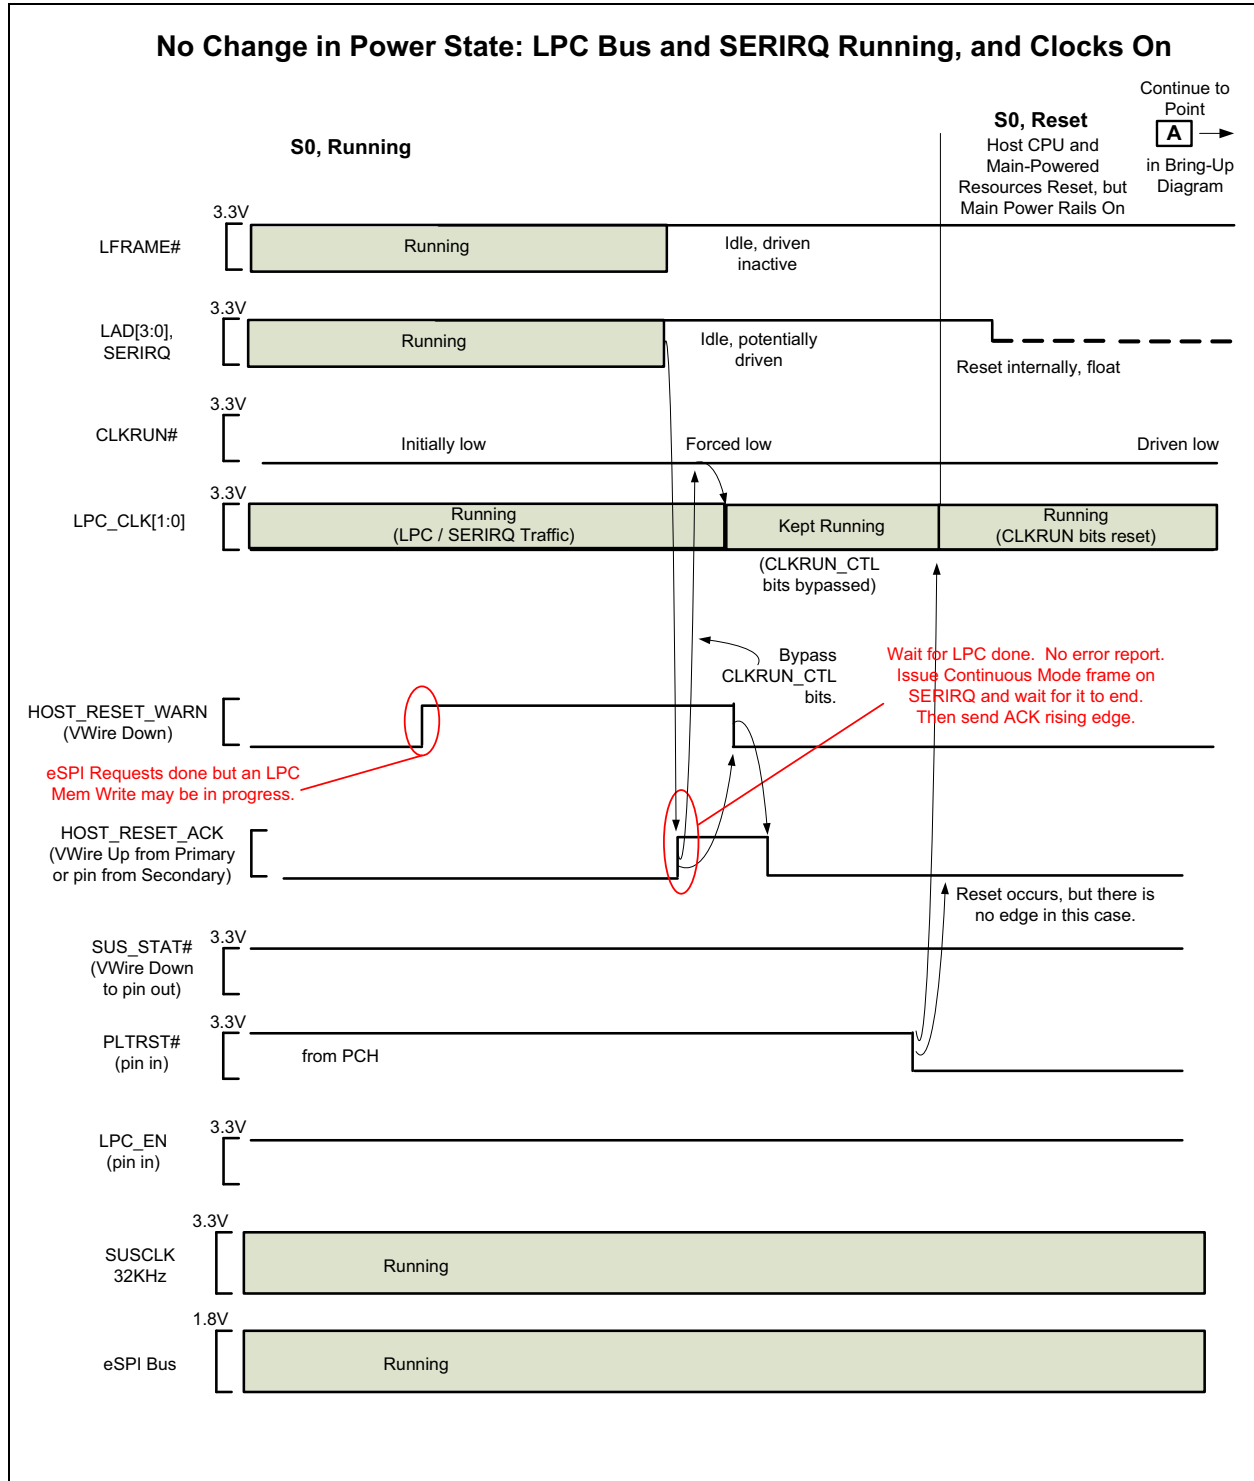 No Change in Power State: LPC Bus and SERIRQ Running, and Clocks On
Continue to
Point
A
in Bring-Up
Diagram
S0, Running
S0, Reset
Host CPU and
Main-Powered
Resources Reset, but
Main Power Rails On
3.3V
LFRAME#
Running
Idle, driven
inactive
3.3V
LAD[3:0],
SERIRQ
Running
Idle, potentially
driven
Reset internally, float
3.3V
CLKRUN#
Initially low
Forced low
Driven low
3.3V
LPC_CLK[1:0]
Running
(LPC / SERIRQ Traffic)
Kept Running
(CLKRUN_CTL
bits bypassed)
Running
(CLKRUN bits reset)
Bypass
CLKRUN_CTL
bits.
Wait for LPC done.  No error report.
Issue Continuous Mode frame on
SERIRQ and wait for it to end.
Then send ACK rising edge.
HOST_RESET_WARN
(VWire Down)
eSPI Requests done but an LPC
Mem Write may be in progress.
HOST_RESET_ACK
(VWire Up from Primary
or pin from Secondary)
Reset occurs, but there is
no edge in this case.
3.3V
SUS_STAT#
(VWire Down
to pin out)
3.3V
PLTRST#
(pin in)
from PCH
3.3V
LPC_EN
(pin in)
3.3V
SUSCLK
32KHz
Running
1.8V
eSPI Bus
Running